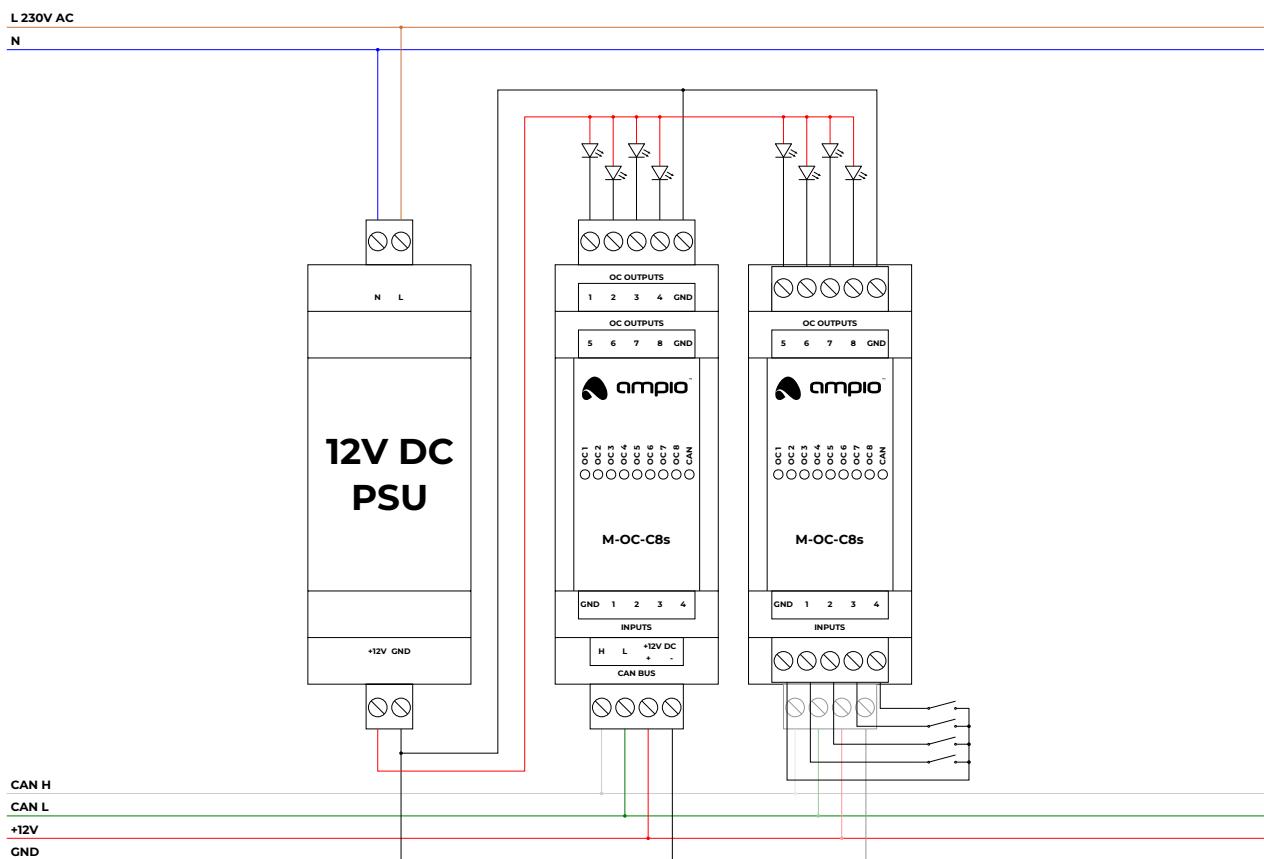 L 230V AC
N
N L
12V DC
PSU
+12V GND
OC OUTPUTS
1 2 3 4 GND
OC OUTPUTS
5 6 7 8 GND
ampio™
OC 1 OC 2 OC 3 OC 4 OC 5 OC 6 OC 7 OC 8 CAN
M-OC-C8s
GND 1 2 3 4
INPUTS
H L +12V DC
+ -
CAN BUS
OC OUTPUTS
5 6 7 8 GND
ampio™
OC 1 OC 2 OC 3 OC 4 OC 5 OC 6 OC 7 OC 8 CAN
M-OC-C8s
GND 1 2 3 4
INPUTS
CAN H
CAN L
+12V
GND